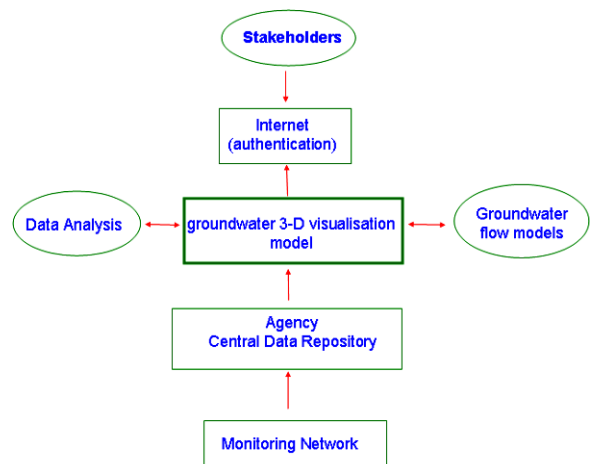 Stakeholders
Internet
(authentication)
Data Analysis
groundwater 3-D visualisation
model
Groundwater
flow models
Agency
Central Data Repository
Monitoring Network